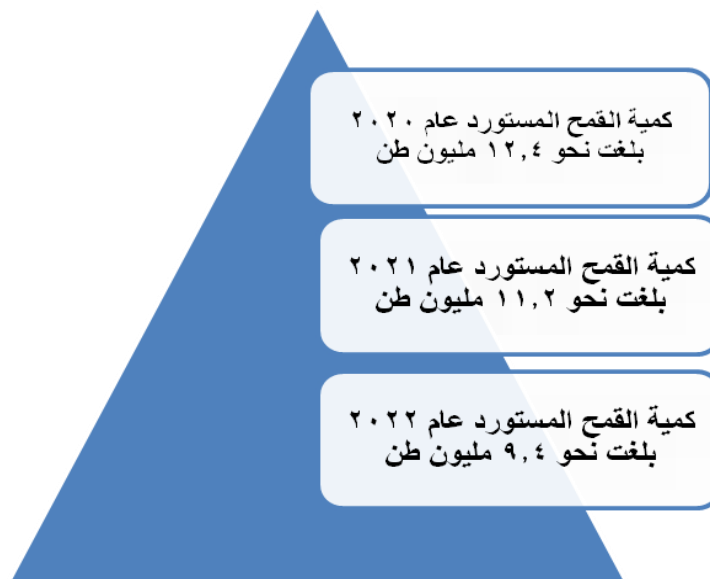 كمية القمح المستورد عام ٢٠٢٠
بلغت نحو ١٢,٤ مليون طن
كمية القمح المستورد عام ٢٠٢١
بلغت نحو ١١,٢ مليون طن
كمية القمح المستورد عام ٢٠٢٢
بلغت نحو ٩,٤ مليون طن